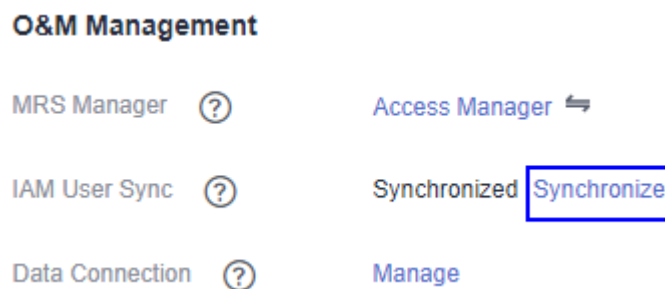 O&M Management
MRS Manager ? Access Manager
IAM User Sync ? Synchronized Synchronize
Data Connection ? Manage